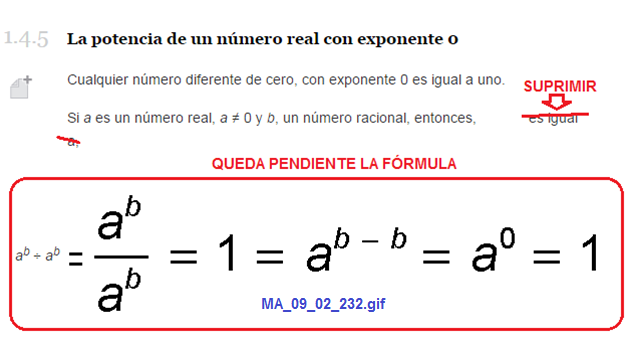 1.4.5 La potencia de un número real con exponente 0
Cualquier número diferente de cero, con exponente 0 es igual a uno.
SUPRIMIR
Si a es un número real, a ≠ 0 y b, un número racional, entonces, es igual
a,
QUEDA PENDIENTE LA FÓRMULA
aᵇ ÷ aᵇ = aᵇ / aᵇ = 1 = aᵇ ⁻ ᵇ = a⁰ = 1
MA_09_02_232.gif